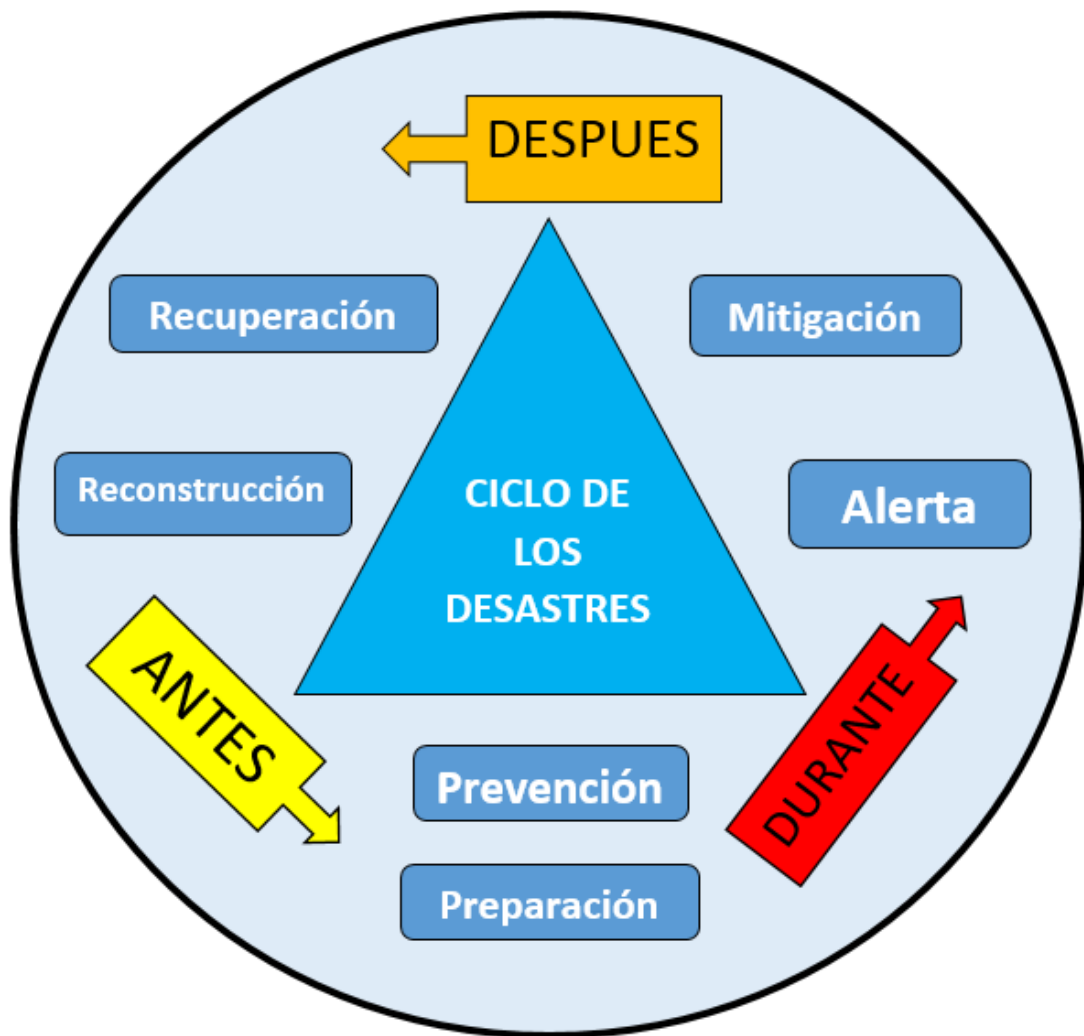 DESPUES
Recuperación
Mitigación
Reconstrucción
Alerta
CICLO DE
LOS
DESASTRES
ANTES
DURANTE
Prevención
Preparación